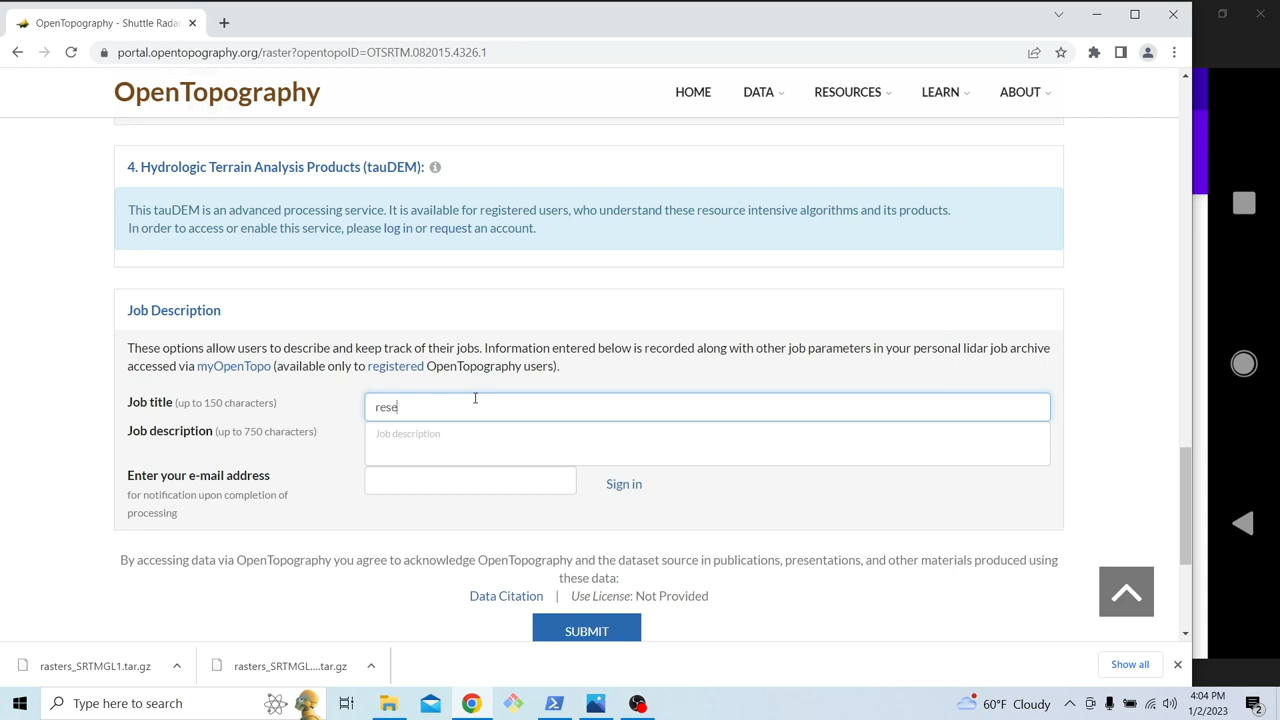 OpenTopography - Shuttle Rada
portal.opentopography.org/raster?opentopoID=OTSRTM.082015.4326.1
OpenTopography
HOME DATA RESOURCES LEARN ABOUT
4. Hydrologic Terrain Analysis Products (tauDEM):
This tauDEM is an advanced processing service. It is available for registered users, who understand these resource intensive algorithms and its products.
In order to access or enable this service, please log in or request an account.
Job Description
These options allow users to describe and keep track of their jobs. Information entered below is recorded along with other job parameters in your personal lidar job archive
accessed via myOpenTopo (available only to registered OpenTopography users).
Job title (up to 150 characters)
rese
Job description (up to 750 characters)
Job description
Enter your e-mail address
for notification upon completion of
processing
Sign in
By accessing data via OpenTopography you agree to acknowledge OpenTopography and the dataset source in publications, presentations, and other materials produced using
these data:
Data Citation | Use License: Not Provided
SUBMIT
rasters_SRTMGL1.tar.gz
rasters_SRTMGL....tar.gz
Show all
Type here to search
60°F Cloudy
4:04 PM
1/2/2023
2